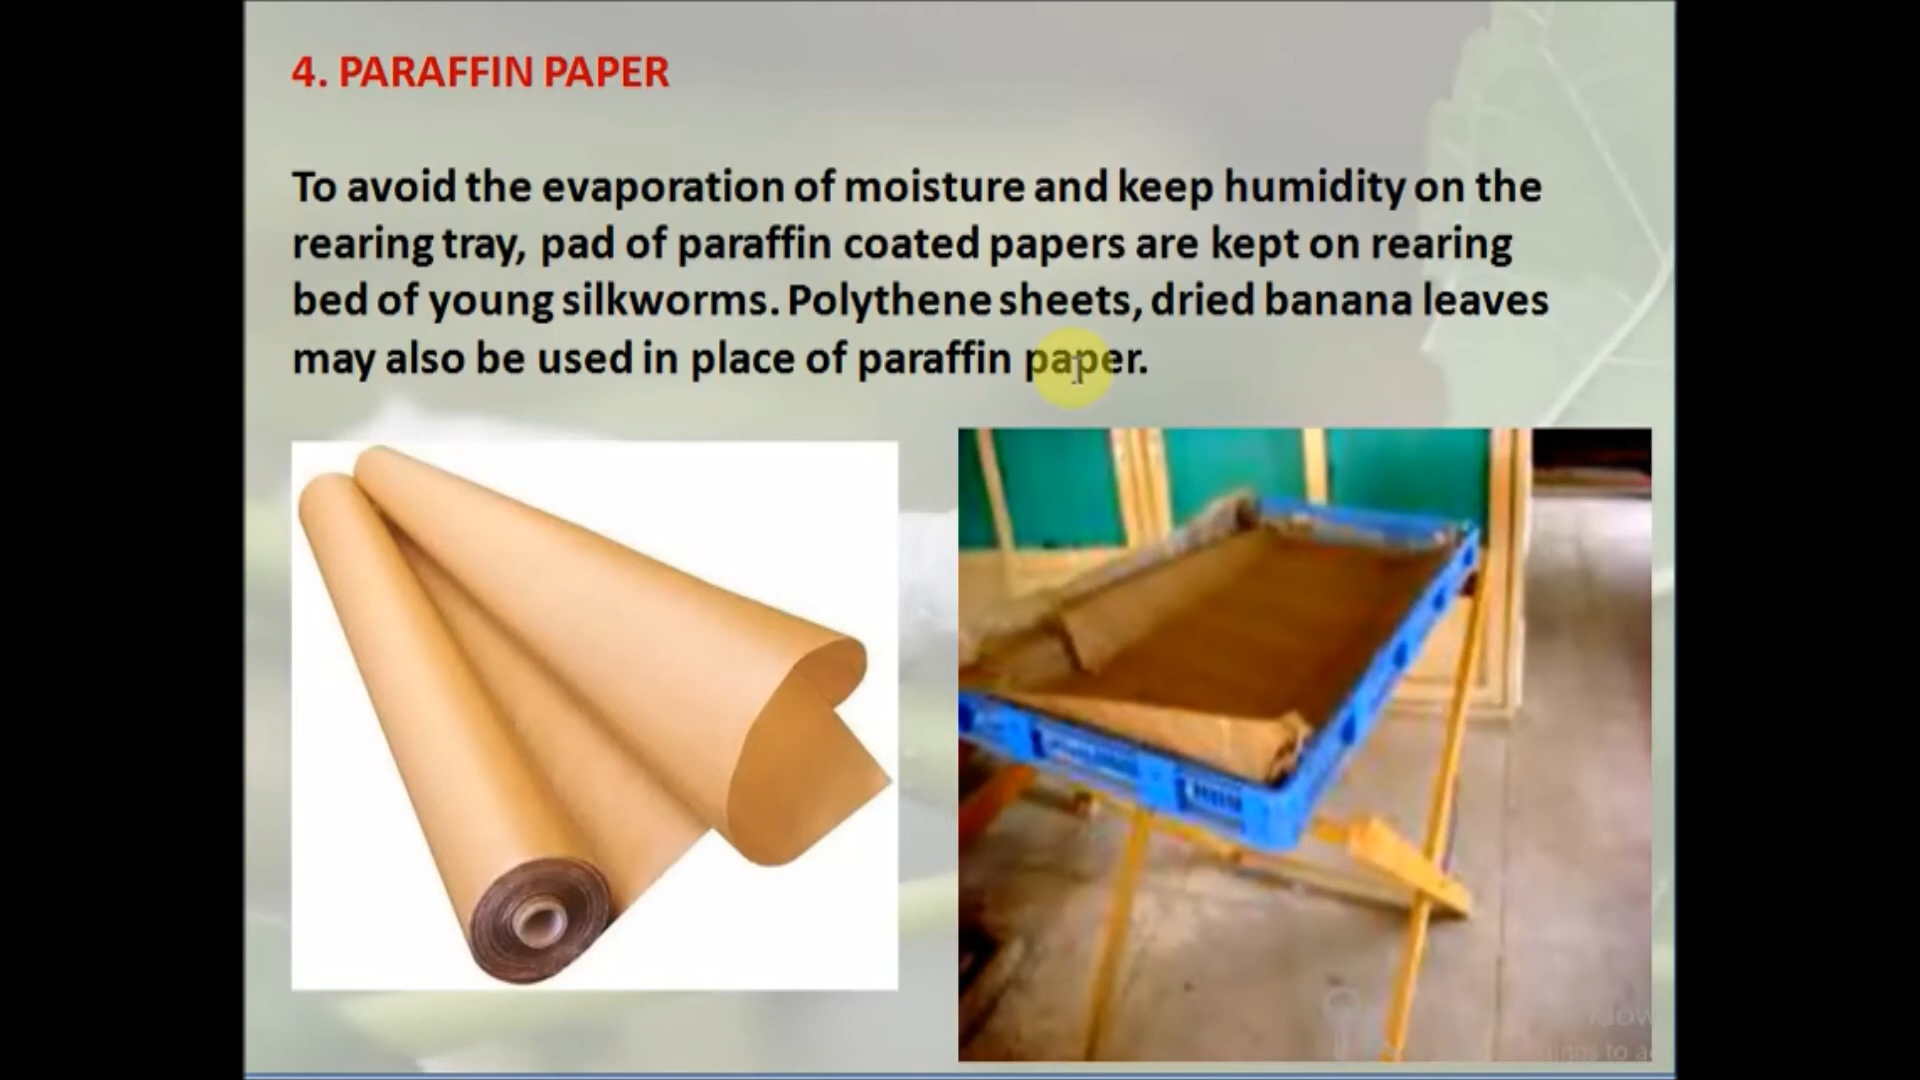 4. PARAFFIN PAPER
To avoid the evaporation of moisture and keep humidity on the
rearing tray, pad of paraffin coated papers are kept on rearing
bed of young silkworms. Polythene sheets, dried banana leaves
may also be used in place of paraffin paper.